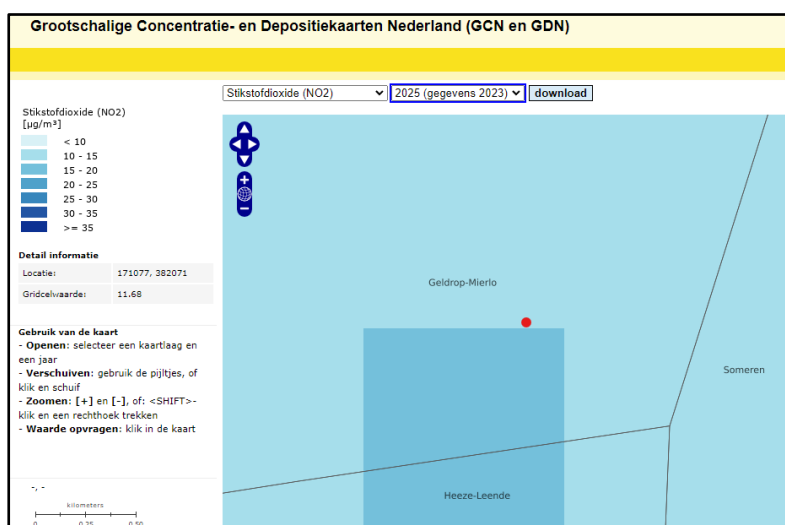 Grootschalige Concentratie- en Depositiekaarten Nederland (GCN en GDN)
Stikstofdioxide (NO2) 2025 (gegevens 2023) download
Stikstofdioxide (NO2)
[µg/m³]
< 10
10 - 15
15 - 20
20 - 25
25 - 30
30 - 35
>= 35
Detail informatie
Locatie: 171077, 382071
Gridcelwaarde: 11.68
Gebruik van de kaart
- Openen: selecteer een kaartlaag en
een jaar
- Verschuiven: gebruik de pijltjes, of
klik en schuif
- Zoomen: [+] en [-], of: <SHIFT>-
klik en een rechthoek trekken
- Waarde opvragen: klik in de kaart
-, -
kilometers
0 0.25 0.50
Geldrop-Mierlo
Someren
Heeze-Leende